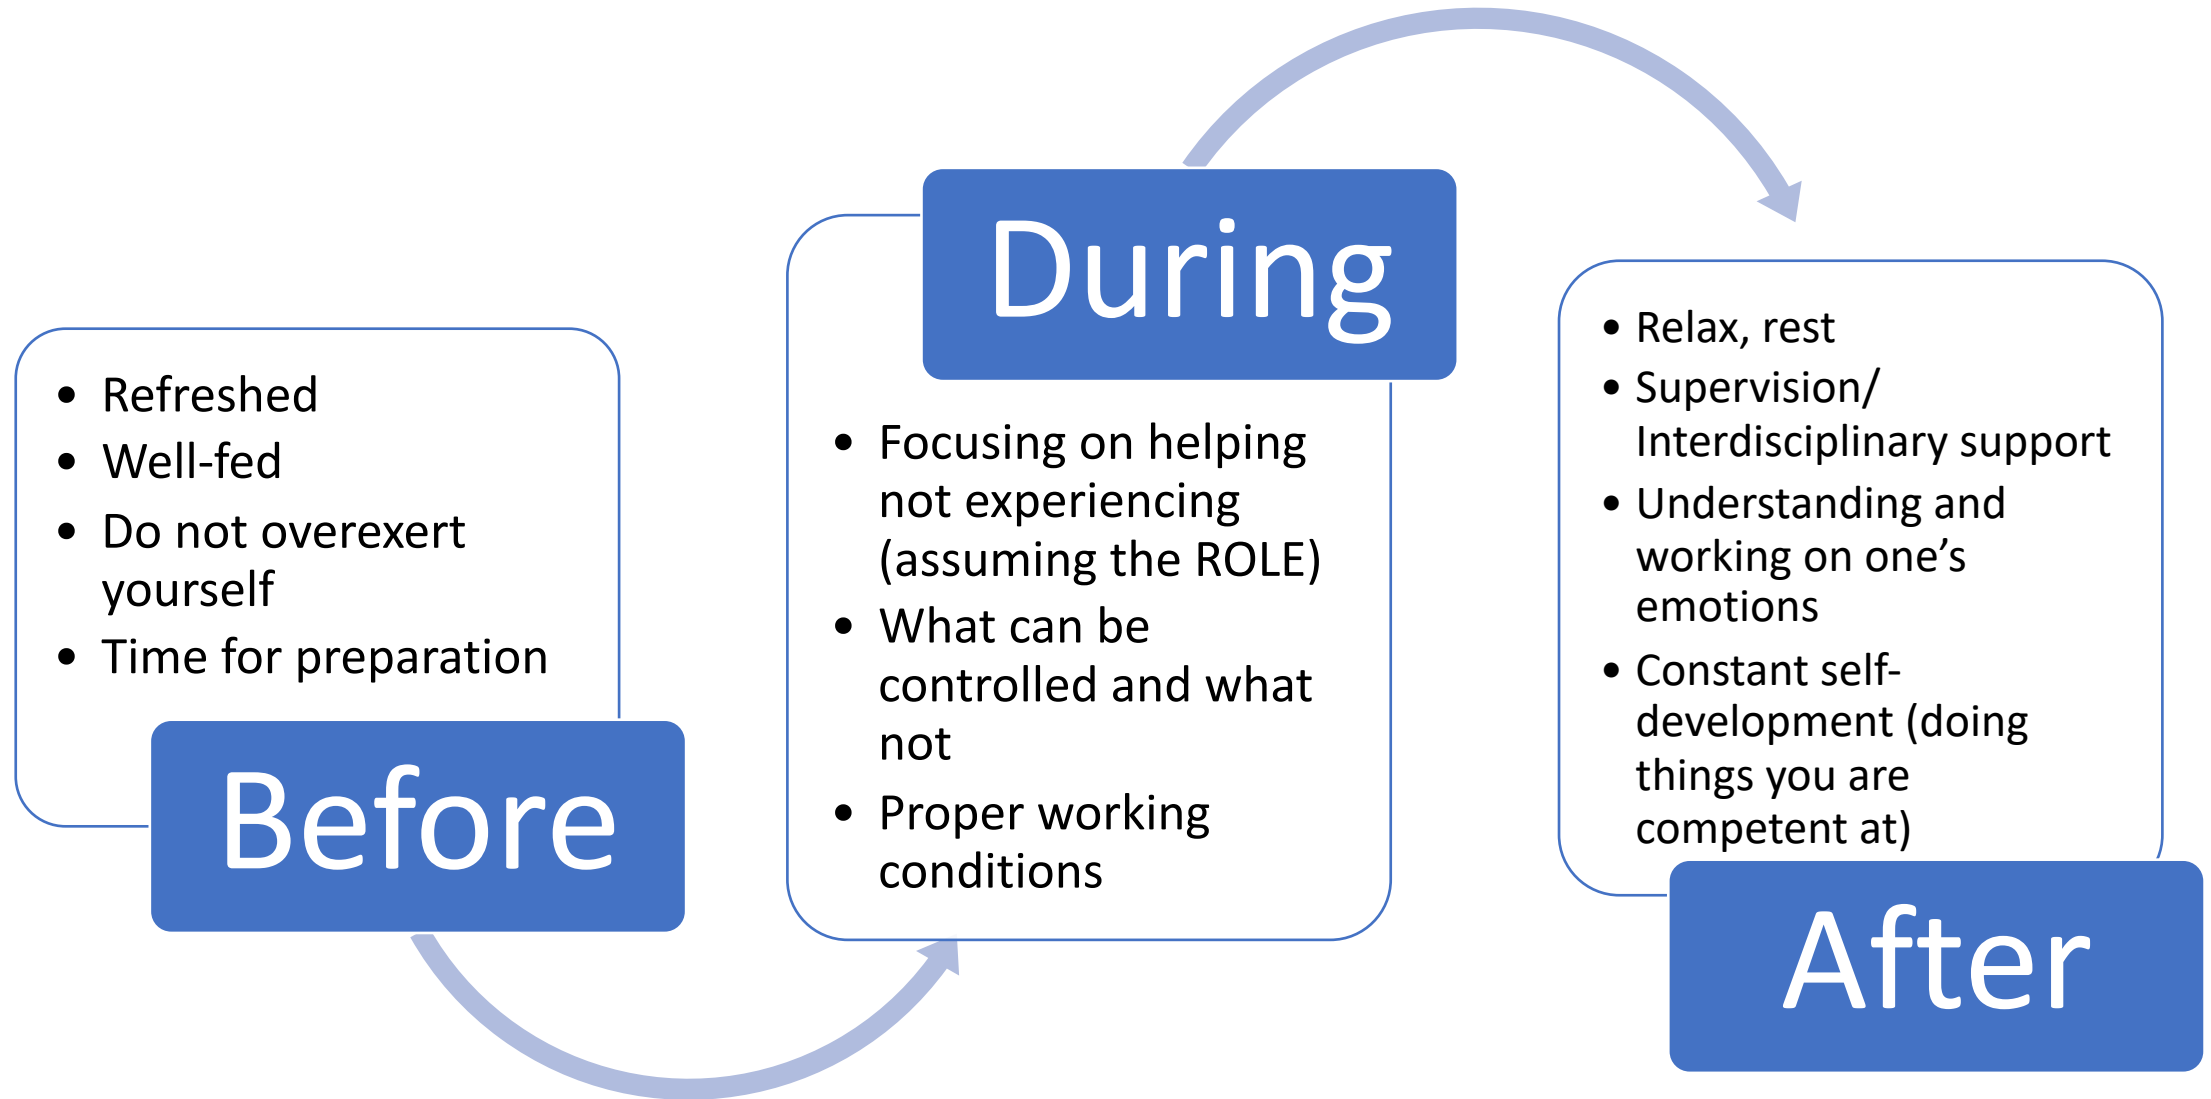 • Refreshed
• Well-fed
• Do not overexert
yourself
• Time for preparation
Before
During
• Focusing on helping
not experiencing
(assuming the ROLE)
• What can be
controlled and what
not
• Proper working
conditions
• Relax, rest
• Supervision/
Interdisciplinary support
• Understanding and
working on one’s
emotions
• Constant self-
development (doing
things you are
competent at)
After